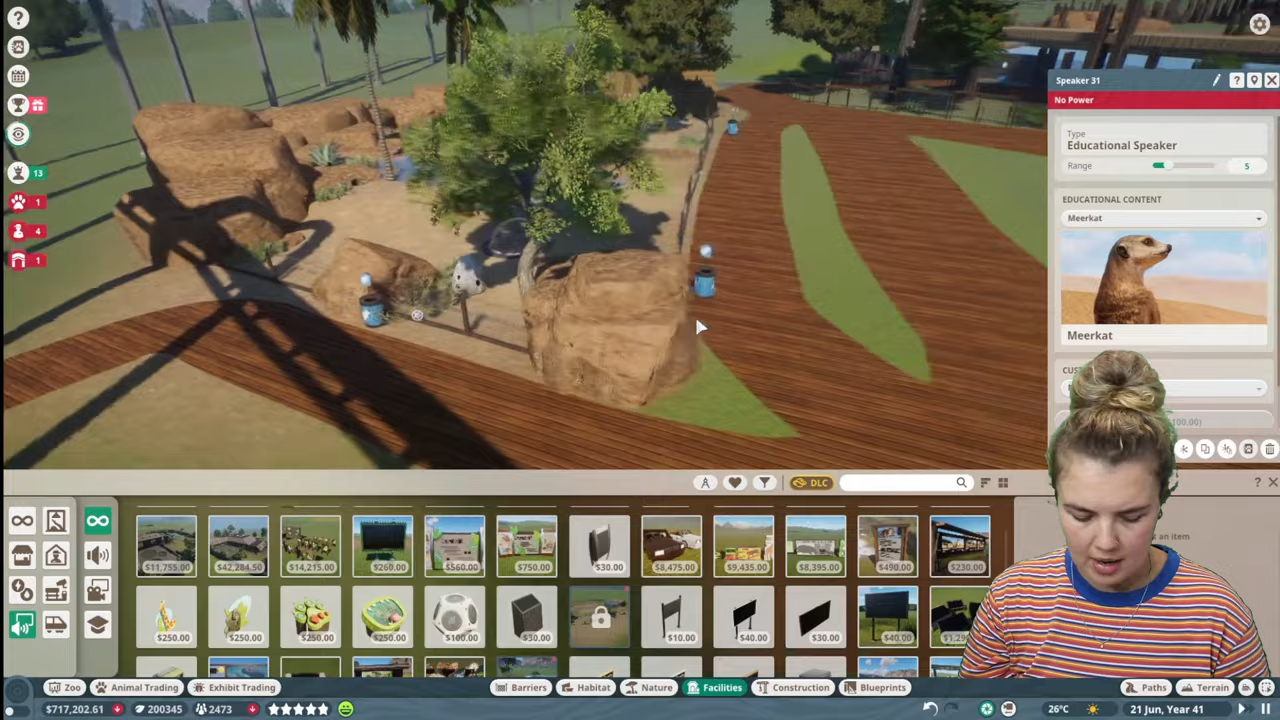 Speaker 31
No Power
Type
Educational Speaker
Range
5
EDUCATIONAL CONTENT
Meerkat
Meerkat
13
1
4
1
DLC
$11,755.00
$42,284.50
$14,215.00
$260.00
$560.00
$750.00
$30.00
$8,475.00
$9,435.00
$8,395.00
$490.00
$230.00
$250.00
$250.00
$250.00
$250.00
$100.00
$30.00
$10.00
$40.00
$30.00
$40.00
an item
Zoo
Animal Trading
Exhibit Trading
Barriers
Habitat
Nature
Facilities
Construction
Blueprints
Paths
Terrain
$717,202.61
200345
2473
26°C
21 Jun, Year 41